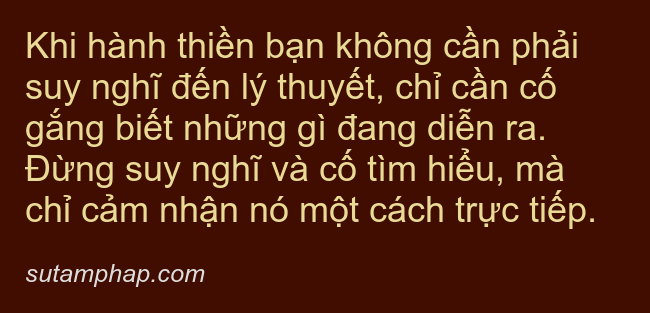 Khi hành thiền bạn không cần phải
suy nghĩ đến lý thuyết, chỉ cần cố
gắng biết những gì đang diễn ra.
Đừng suy nghĩ và cố tìm hiểu, mà
chỉ cảm nhận nó một cách trực tiếp.
sutamphap.com